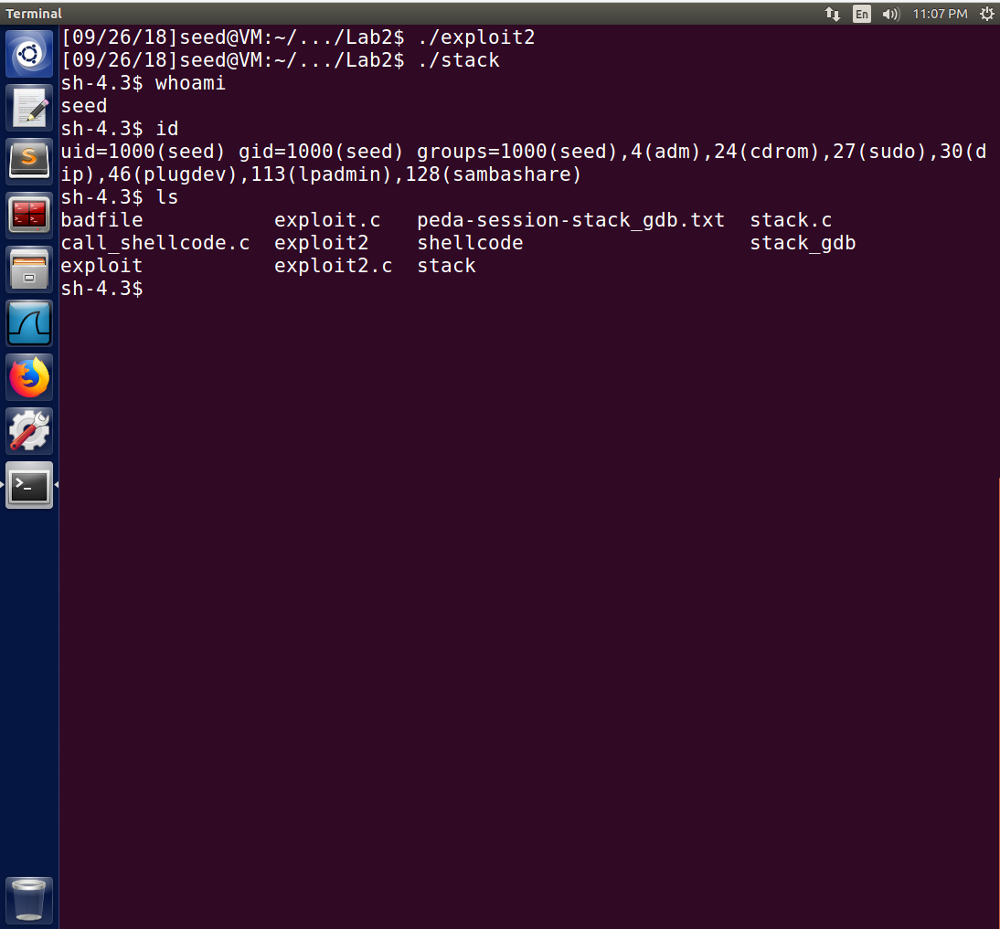 Terminal
En
11:07 PM
[09/26/18]seed@VM:~/.../Lab2$ ./exploit2
[09/26/18]seed@VM:~/.../Lab2$ ./stack
sh-4.3$ whoami
seed
sh-4.3$ id
uid=1000(seed) gid=1000(seed) groups=1000(seed),4(adm),24(cdrom),27(sudo),30(d
ip),46(plugdev),113(lpadmin),128(sambashare)
sh-4.3$ ls
badfile           exploit.c   peda-session-stack_gdb.txt  stack.c
call_shellcode.c  exploit2    shellcode                   stack_gdb
exploit           exploit2.c  stack
sh-4.3$